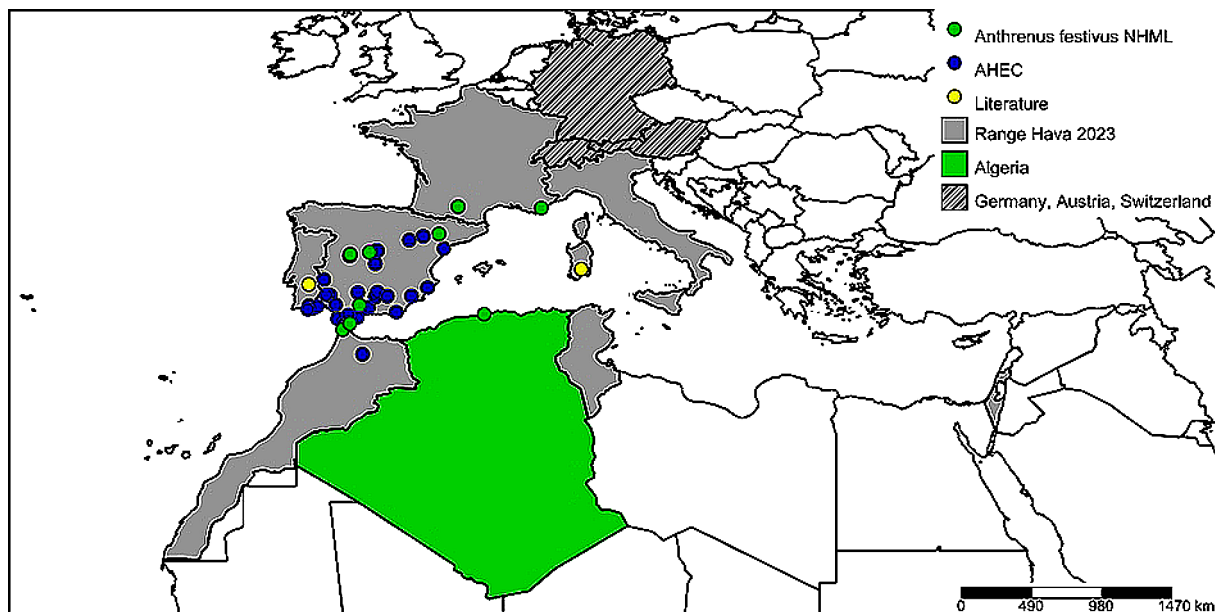 Anthrenus festivus NHML
AHEC
Literature
Range Hava 2023
Algeria
Germany, Austria, Switzerland
0 490 980 1470 km